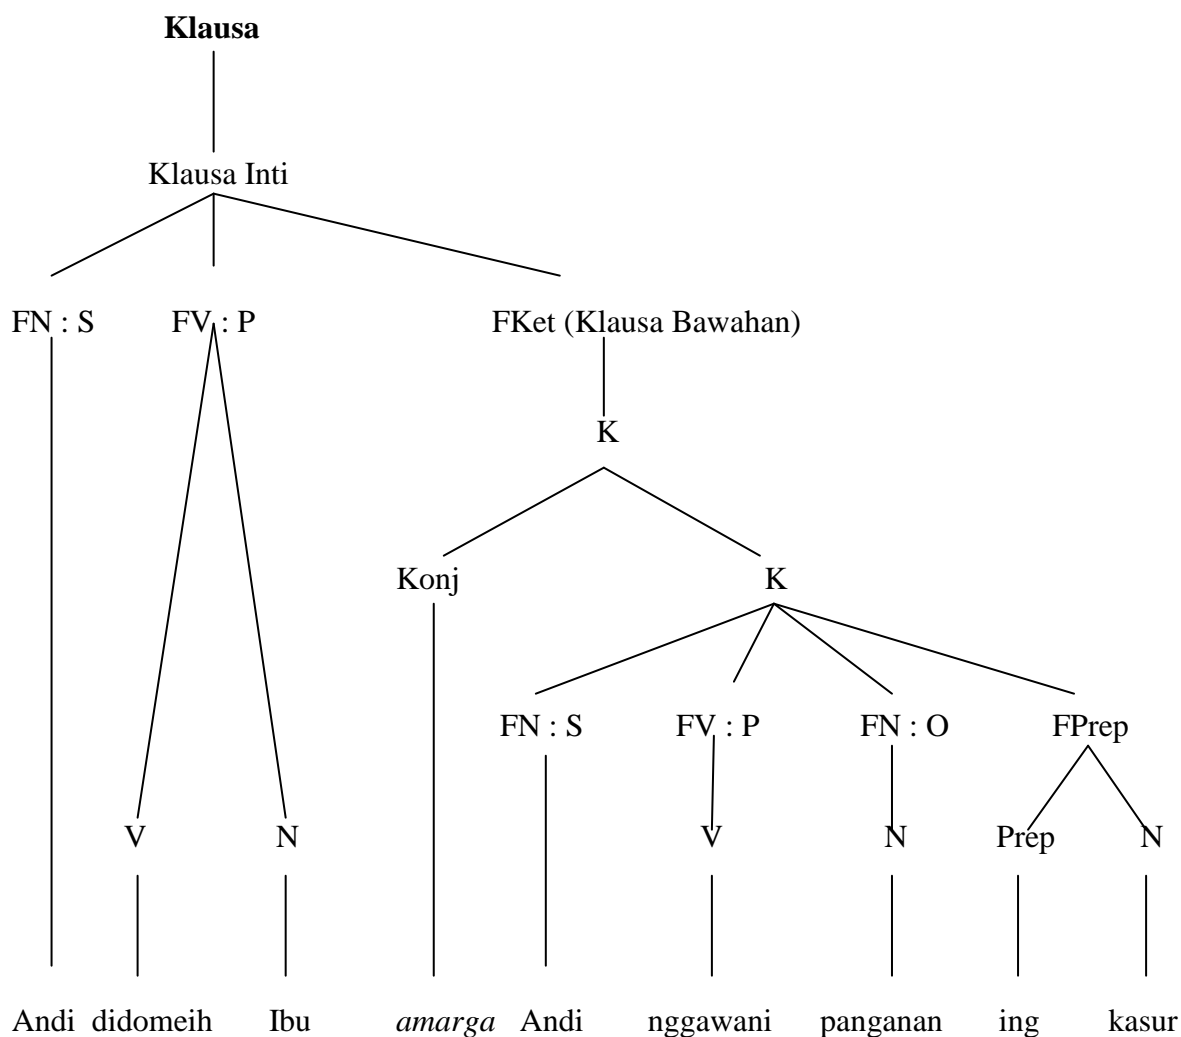 Klausa
Klausa Inti
FN : S FV : P FKet (Klausa Bawahan)
K
Konj K
FN : S FV : P FN : O FPrep
V N V N Prep N
Andi didomeih Ibu amarga Andi nggawani panganan ing kasur